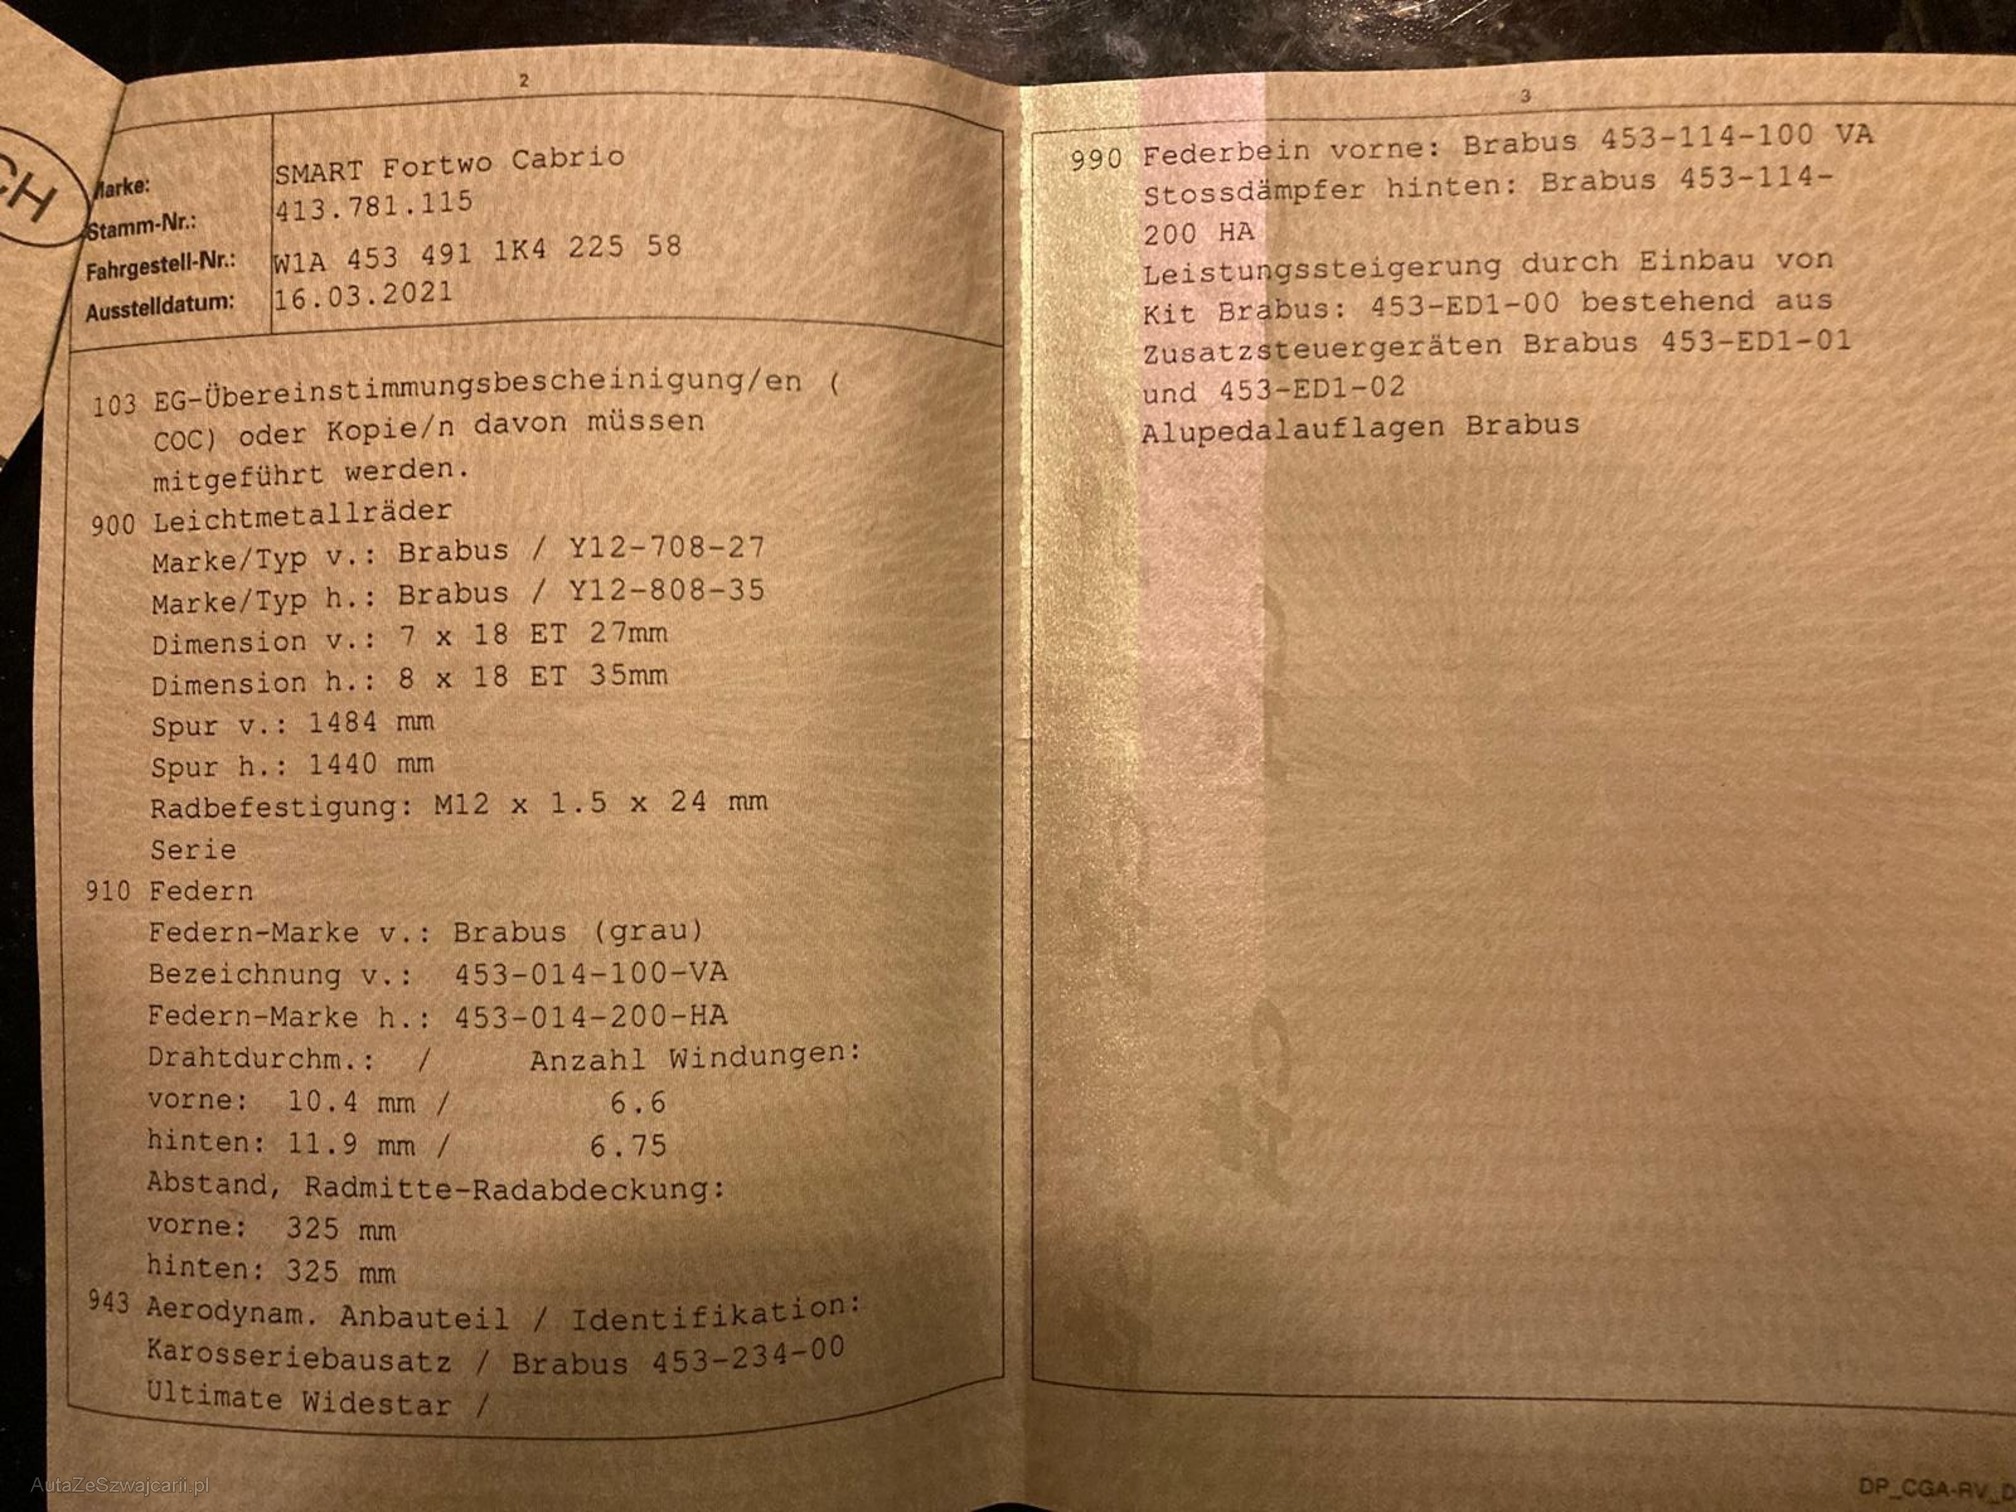 CH
2
Marke: SMART Fortwo Cabrio
Stamm-Nr.: 413.781.115
Fahrgestell-Nr.: W1A 453 491 1K4 225 58
Ausstelldatum: 16.03.2021
103 EG-Übereinstimmungsbescheinigung/en (
COC) oder Kopie/n davon müssen
mitgeführt werden.
900 Leichtmetallräder
Marke/Typ v.: Brabus / Y12-708-27
Marke/Typ h.: Brabus / Y12-808-35
Dimension v.: 7 x 18 ET 27mm
Dimension h.: 8 x 18 ET 35mm
Spur v.: 1484 mm
Spur h.: 1440 mm
Radbefestigung: M12 x 1.5 x 24 mm
Serie
910 Federn
Federn-Marke v.: Brabus (grau)
Bezeichnung v.: 453-014-100-VA
Federn-Marke h.: 453-014-200-HA
Drahtdurchm.: / Anzahl Windungen:
vorne: 10.4 mm / 6.6
hinten: 11.9 mm / 6.75
Abstand, Radmitte-Radabdeckung:
vorne: 325 mm
hinten: 325 mm
943 Aerodynam. Anbauteil / Identifikation:
Karosseriebausatz / Brabus 453-234-00
Ultimate Widestar /
3
990 Federbein vorne: Brabus 453-114-100 VA
Stossdämpfer hinten: Brabus 453-114-
200 HA
Leistungssteigerung durch Einbau von
Kit Brabus: 453-ED1-00 bestehend aus
Zusatzsteuergeräten Brabus 453-ED1-01
und 453-ED1-02
Alupedalauflagen Brabus
DP_CGA-RV
AutaZeSzwajcarii.pl